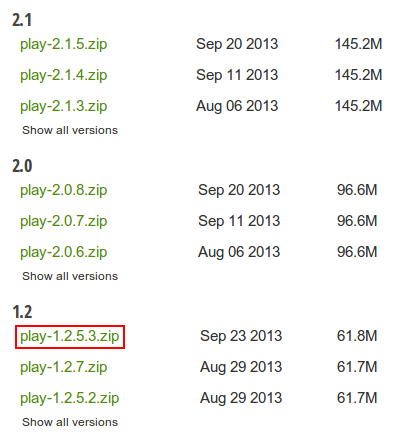 2.1
play-2.1.5.zip Sep 20 2013 145.2M
play-2.1.4.zip Sep 11 2013 145.2M
play-2.1.3.zip Aug 06 2013 145.2M
Show all versions
2.0
play-2.0.8.zip Sep 20 2013 96.6M
play-2.0.7.zip Sep 11 2013 96.6M
play-2.0.6.zip Aug 06 2013 96.6M
Show all versions
1.2
play-1.2.5.3.zip Sep 23 2013 61.8M
play-1.2.7.zip Aug 29 2013 61.7M
play-1.2.5.2.zip Aug 29 2013 61.7M
Show all versions